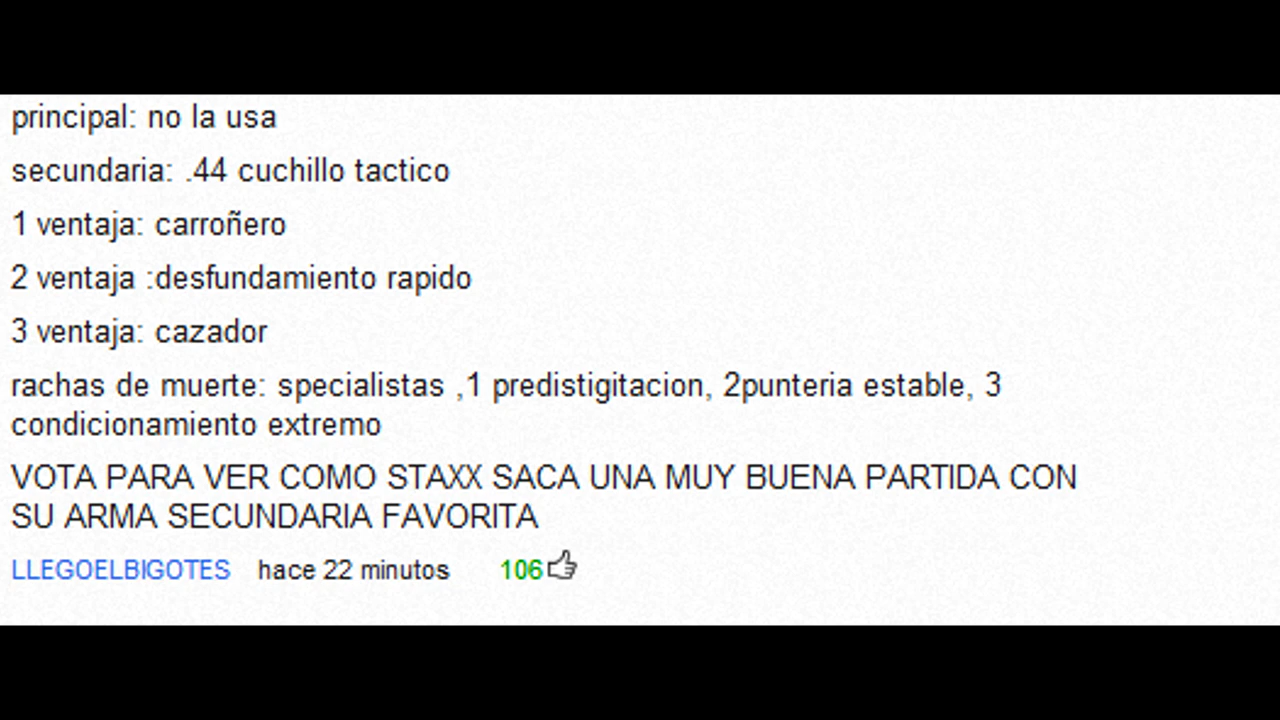 principal: no la usa
secundaria: .44 cuchillo tactico
1 ventaja: carroñero
2 ventaja :desfundamiento rapido
3 ventaja: cazador
rachas de muerte: specialistas ,1 predistigitacion, 2punteria estable, 3
condicionamiento extremo
VOTA PARA VER COMO STAXX SACA UNA MUY BUENA PARTIDA CON
SU ARMA SECUNDARIA FAVORITA
LLEGOELBIGOTES hace 22 minutos 106